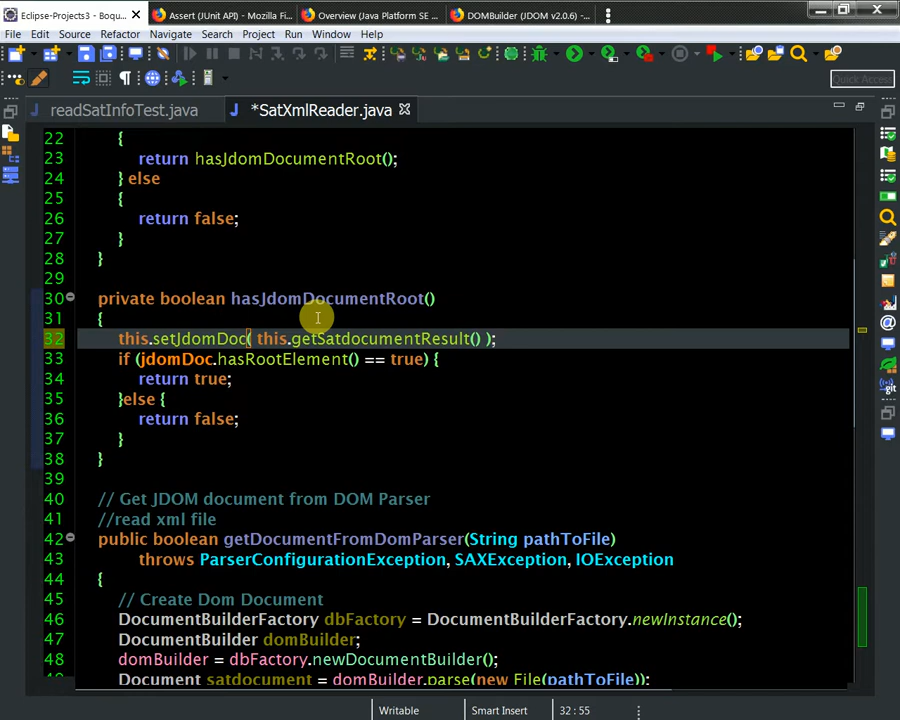 Eclipse-Projects3 - Boqu...
Assert (JUnit API) - Mozilla Fi...
Overview (Java Platform SE ...
DOMBuilder (JDOM v2.0.6) - ...
File Edit Source Refactor Navigate Search Project Run Window Help
Quick Access
readSatInfoTest.java
*SatXmlReader.java
22 {
23 return hasJdomDocumentRoot();
24 } else
25 {
26 return false;
27 }
28 }
29
30 private boolean hasJdomDocumentRoot()
31 {
32 this.setJdomDoc( this.getSatdocumentResult() );
33 if (jdomDoc.hasRootElement() == true) {
34 return true;
35 }else {
36 return false;
37 }
38 }
39
40 // Get JDOM document from DOM Parser
41 //read xml file
42 public boolean getDocumentFromDomParser(String pathToFile)
43 throws ParserConfigurationException, SAXException, IOException
44 {
45 // Create Dom Document
46 DocumentBuilderFactory dbFactory = DocumentBuilderFactory.newInstance();
47 DocumentBuilder domBuilder;
48 domBuilder = dbFactory.newDocumentBuilder();
49 Document satdocument = domBuilder.parse(new File(pathToFile));
Writable Smart Insert 32 : 55